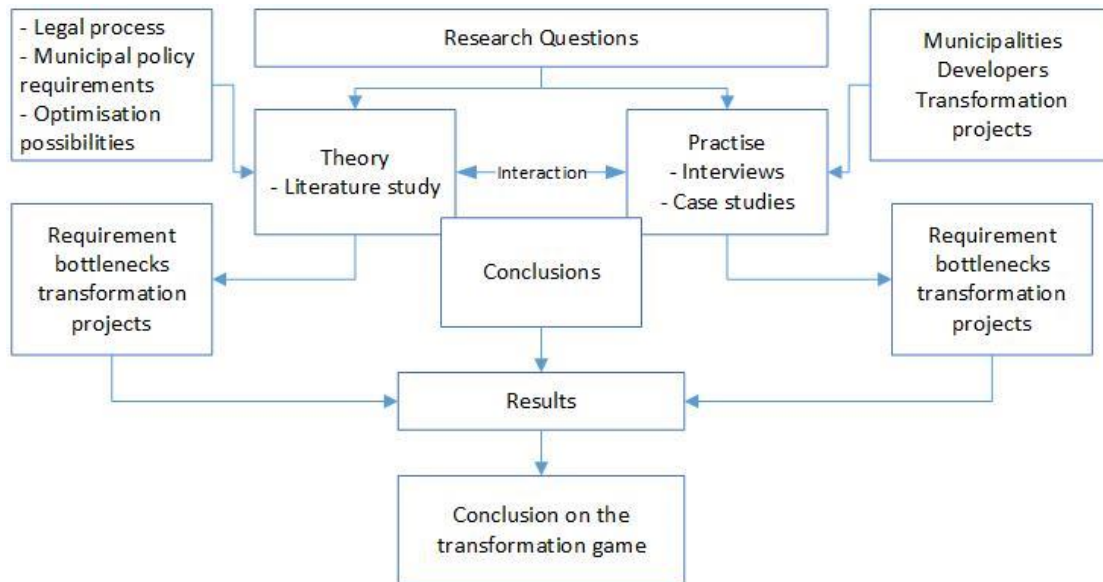 - Legal process
- Municipal policy
requirements
- Optimisation
possibilities
Research Questions
Municipalities
Developers
Transformation
projects
Theory
- Literature study
Interaction
Practise
- Interviews
- Case studies
Requirement
bottlenecks
transformation
projects
Conclusions
Requirement
bottlenecks
transformation
projects
Results
Conclusion on the
transformation game